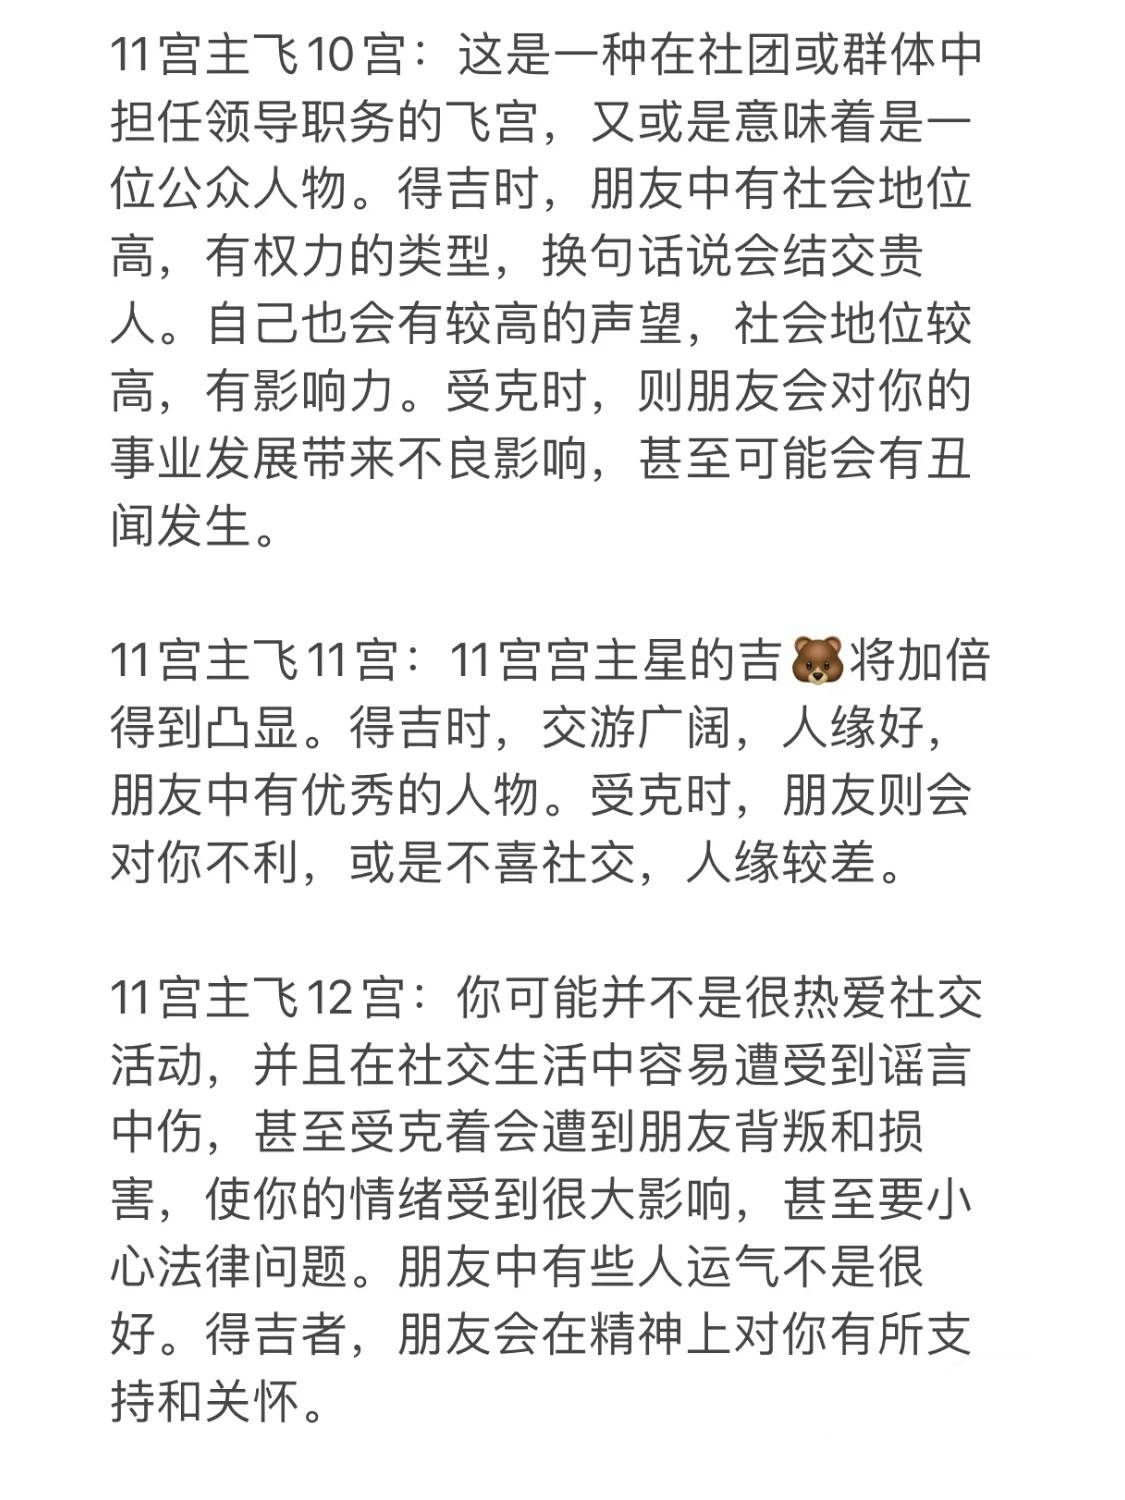 11宫主飞10宫：这是一种在社团或群体中
担任领导职务的飞宫，又或是意味着是一
位公众人物。得吉时，朋友中有社会地位
高，有权力的类型，换句话说会结交贵
人。自己也会有较高的声望，社会地位较
高，有影响力。受克时，则朋友会对你的
事业发展带来不良影响，甚至可能会有丑
闻发生。
11宫主飞11宫：11宫宫主星的吉🐻将加倍
得到凸显。得吉时，交游广阔，人缘好，
朋友中有优秀的人物。受克时，朋友则会
对你不利，或是不喜社交，人缘较差。
11宫主飞12宫：你可能并不是很热爱社交
活动，并且在社交生活中容易遭受到谣言
中伤，甚至受克着会遭到朋友背叛和损
害，使你的情绪受到很大影响，甚至要小
心法律问题。朋友中有些人运气不是很
好。得吉者，朋友会在精神上对你有所支
持和关怀。